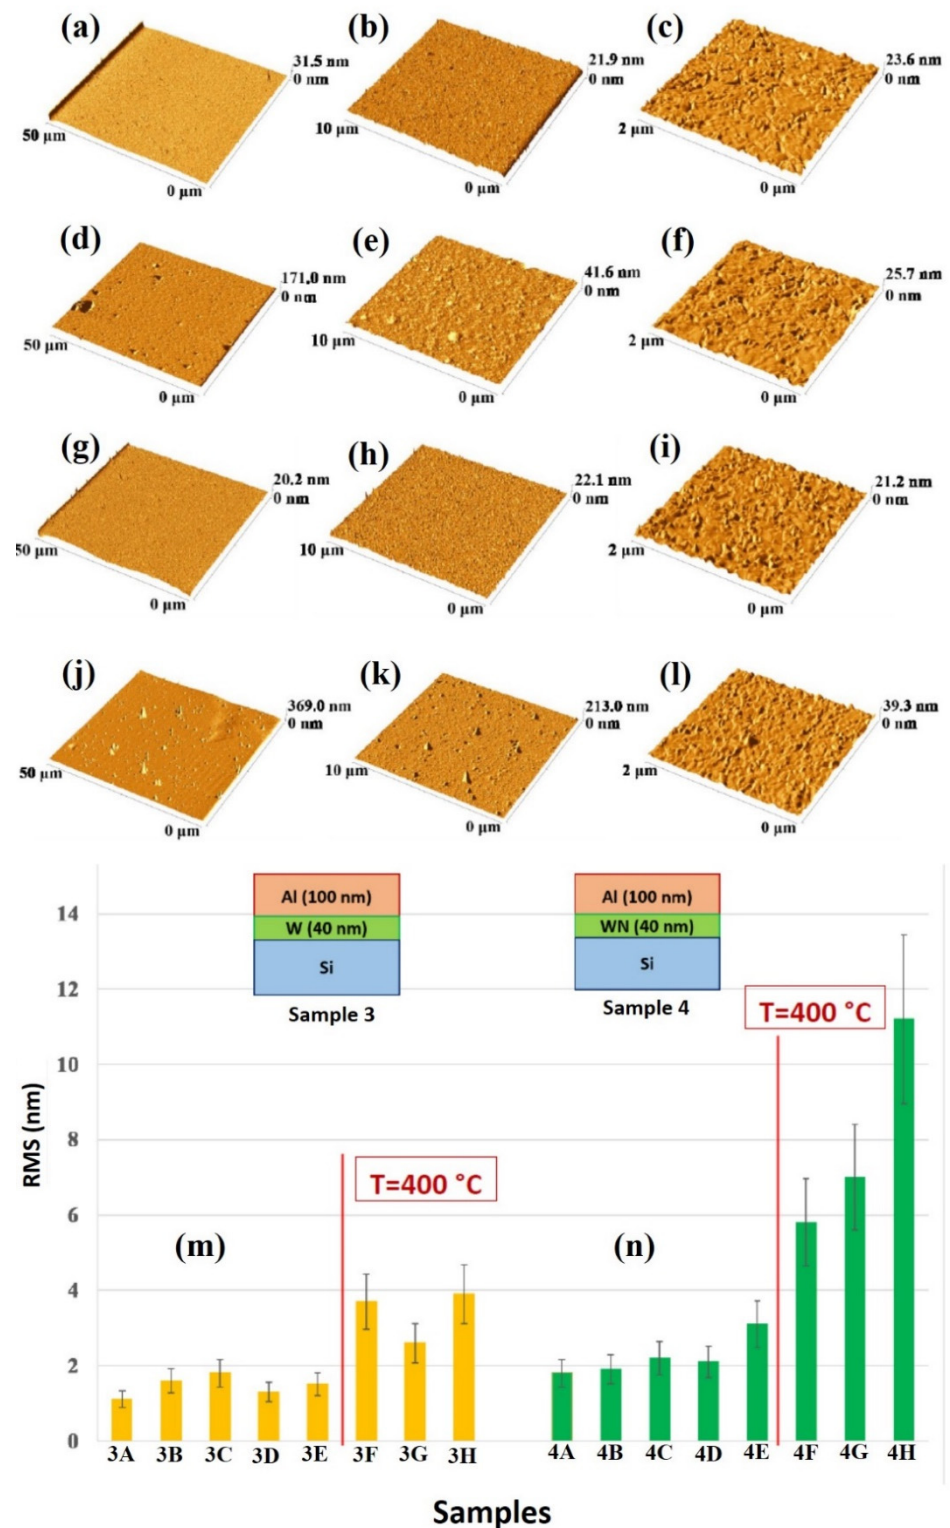 (a)
31.5 nm
0 nm
50 µm
0 µm
(b)
21.9 nm
0 nm
10 µm
0 µm
(c)
23.6 nm
0 nm
2 µm
0 µm
(d)
171.0 nm
0 nm
50 µm
0 µm
(e)
41.6 nm
0 nm
10 µm
0 µm
(f)
25.7 nm
0 nm
2 µm
0 µm
(g)
20.2 nm
0 nm
50 µm
0 µm
(h)
22.1 nm
0 nm
10 µm
0 µm
(i)
21.2 nm
0 nm
2 µm
0 µm
(j)
369.0 nm
0 nm
50 µm
0 µm
(k)
213.0 nm
0 nm
10 µm
0 µm
(l)
39.3 nm
0 nm
2 µm
0 µm
Al (100 nm)
W (40 nm)
Si
Sample 3
Al (100 nm)
WN (40 nm)
Si
Sample 4
T=400 °C
T=400 °C
(m)
(n)
RMS (nm)
14
12
10
8
6
4
2
0
3A 3B 3C 3D 3E 3F 3G 3H 4A 4B 4C 4D 4E 4F 4G 4H
Samples